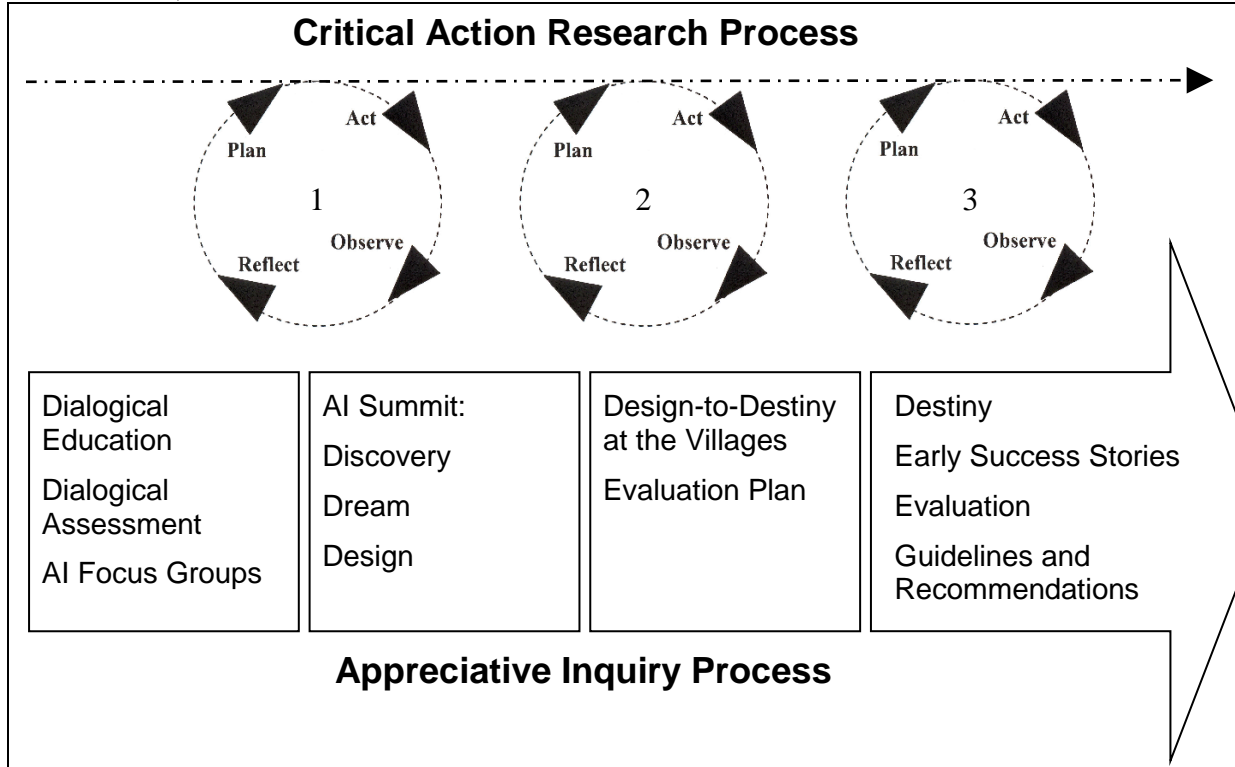 Critical Action Research Process
Plan
Act
1
Observe
Reflect
Plan
Act
2
Observe
Reflect
Plan
Act
3
Observe
Reflect
Dialogical
Education
Dialogical
Assessment
AI Focus Groups
AI Summit:
Discovery
Dream
Design
Design-to-Destiny
at the Villages
Evaluation Plan
Destiny
Early Success Stories
Evaluation
Guidelines and
Recommendations
Appreciative Inquiry Process